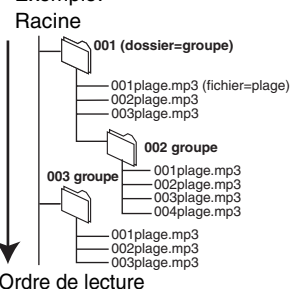 Exemple:
Racine
001 (dossier=groupe)
001plage.mp3 (fichier=plage)
002plage.mp3
003plage.mp3
002 groupe
001plage.mp3
002plage.mp3
003plage.mp3
004plage.mp3
003 groupe
001plage.mp3
002plage.mp3
003plage.mp3
Ordre de lecture